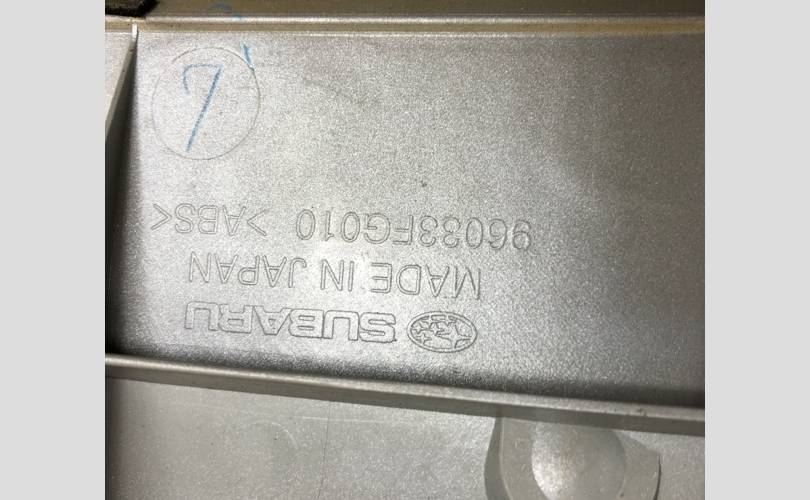 SUBARU
MADE IN JAPAN
96033FG010 >ABS<
7